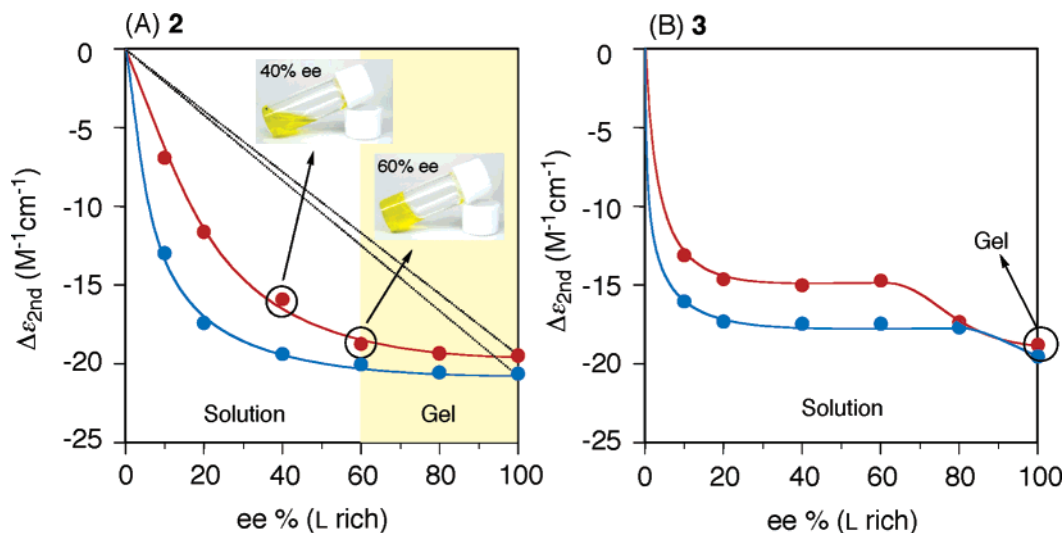 (A) 2
0
-5
-10
-15
-20
-25
Δε2nd (M-1cm-1)
40% ee
60% ee
Solution
Gel
0 20 40 60 80 100
ee % (L rich)
(B) 3
0
-5
-10
-15
-20
-25
Δε2nd (M-1cm-1)
Gel
Solution
0 20 40 60 80 100
ee % (L rich)